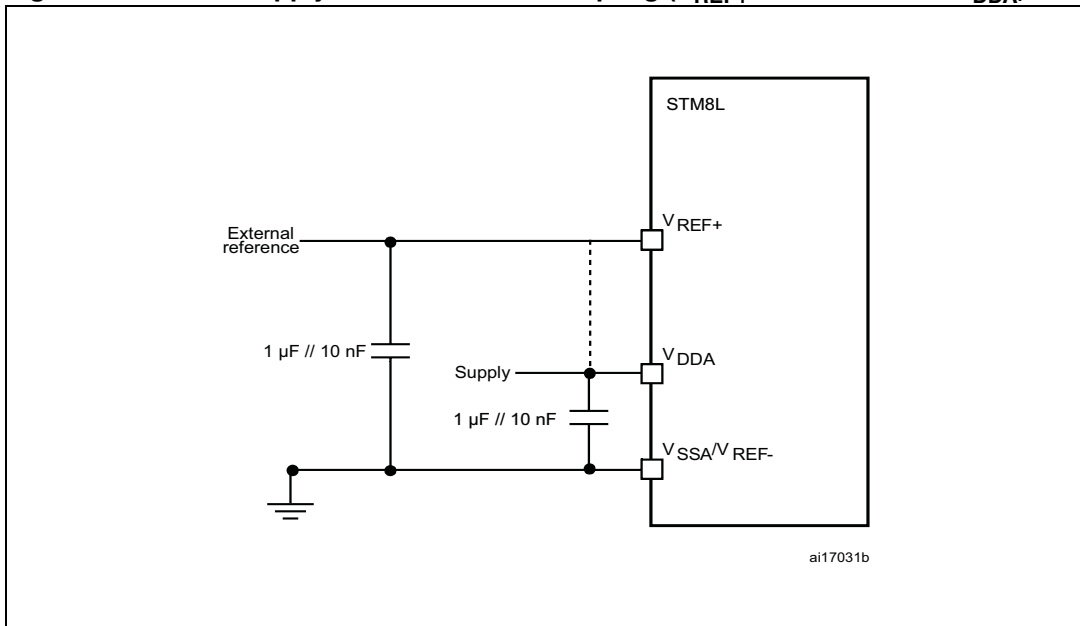 STM8L
VREF+
External
reference
1 µF // 10 nF
VDDA
Supply
1 µF // 10 nF
VSSA/VREF-
ai17031b